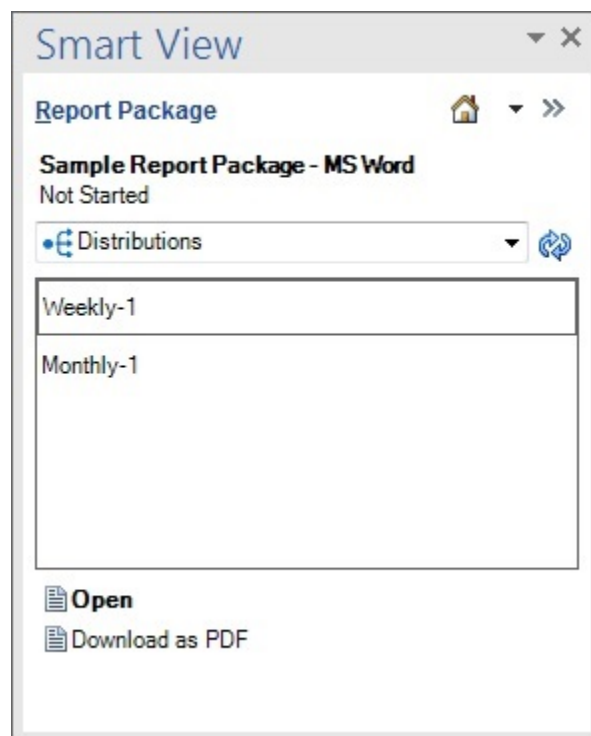 Smart View
Report Package
Sample Report Package - MS Word
Not Started
Distributions
Weekly-1
Monthly-1
Open
Download as PDF